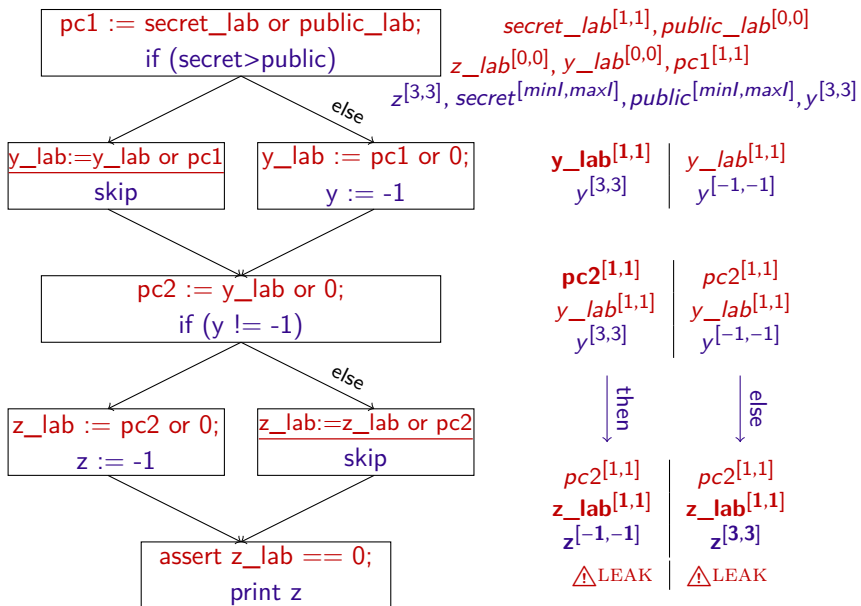 pc1 := secret_lab or public_lab;
if (secret>public)
secret_lab[1,1], public_lab[0,0]
z_lab[0,0], y_lab[0,0], pc1[1,1]
z[3,3], secret[minI,maxI], public[minI,maxI], y[3,3]
else
y_lab:=y_lab or pc1
skip
y_lab := pc1 or 0;
y := -1
y_lab[1,1] y_lab[1,1]
y[3,3] y[−1,−1]
pc2 := y_lab or 0;
if (y != -1)
pc2[1,1] pc2[1,1]
y_lab[1,1] y_lab[1,1]
y[3,3] y[−1,−1]
else
then
else
z_lab := pc2 or 0;
z := -1
z_lab:=z_lab or pc2
skip
pc2[1,1] pc2[1,1]
z_lab[1,1] z_lab[1,1]
z[−1,−1] z[3,3]
assert z_lab == 0;
print z
⚠LEAK ⚠LEAK